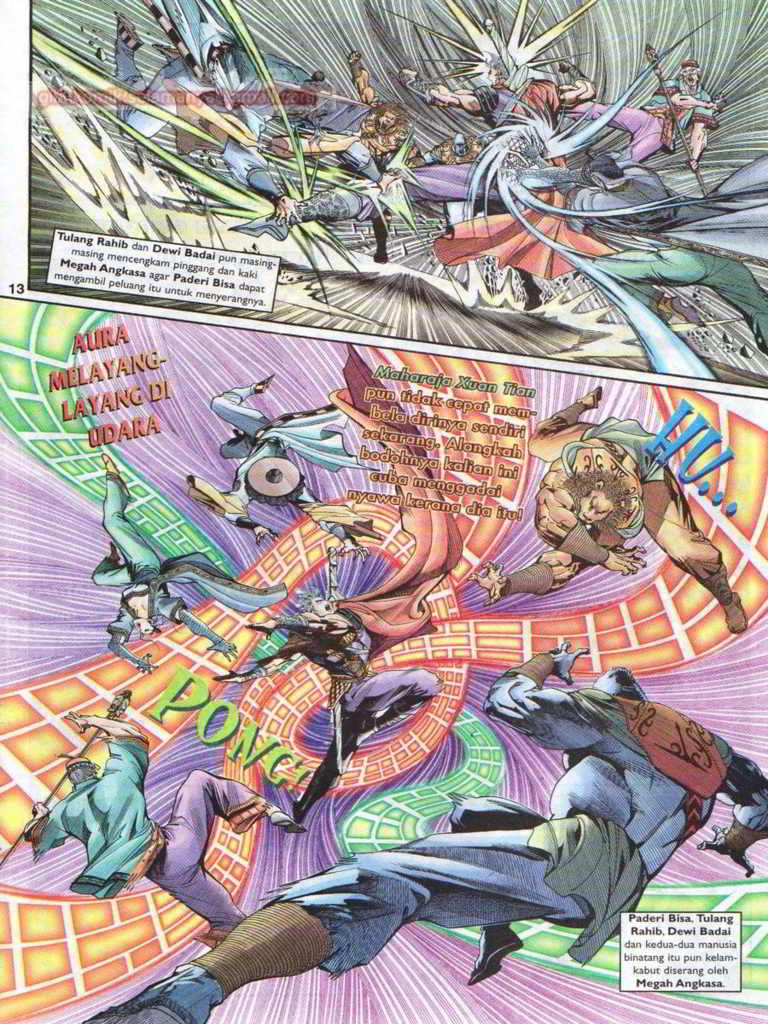 Tulang Rahib dan Dewi Badai pun masing-
masing mencengkam pinggang dan kaki
Megah Angkasa agar Paderi Bisa dapat
mengambil peluang itu untuk menyerangnya.
13
AURA
MELAYANG-
LAYANG DI
UDARA
Maharaja Xuan Tian
pun tidak cepat mem-
bela dirinya sendiri
sekarang. Alangkah
bodohnya kalian ini
cuba menggadai
nyawa kerana dia itu!
HU...
PONG!
Paderi Bisa, Tulang
Rahib, Dewi Badai
dan kedua-dua manusia
binatang itu pun kelam-
kabut diserang oleh
Megah Angkasa.